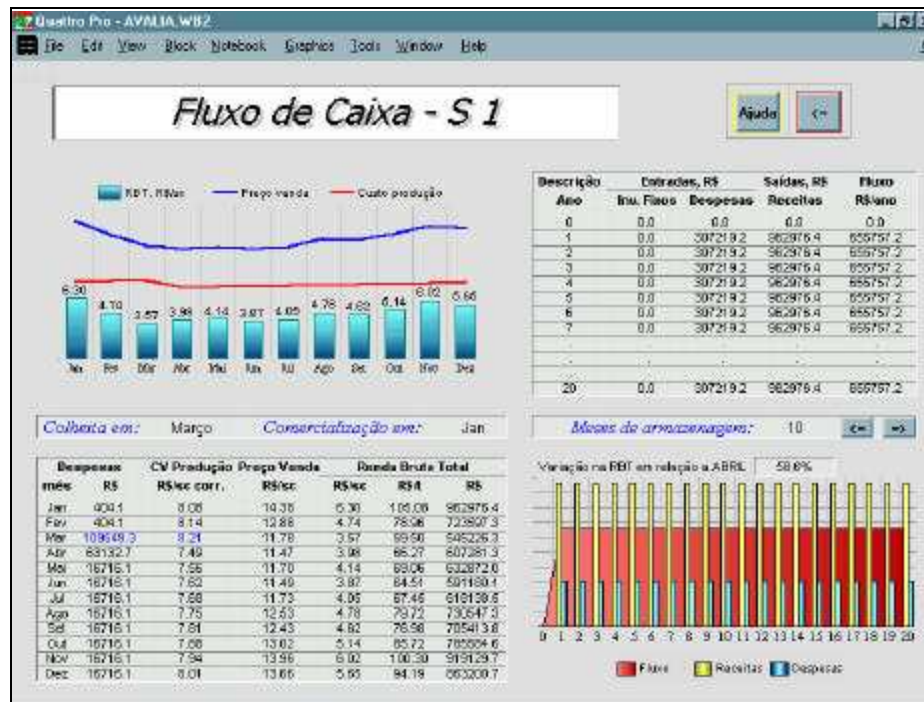 Quattro Pro - AVALIA.WB2
File Edit View Block Notebook Graphics Tools Window Help
Fluxo de Caixa - S 1
Ajuda <-
RBT, R$/sc Preço venda Custo produção
6.30 4.70 3.57 3.98 4.14 3.87 4.05 4.78 4.62 5.14 6.02 5.65
Jan Fev Mar Abr Mai Jun Jul Ago Set Out Nov Dez
Descrição Entradas, R$ Saídas, R$ Fluxo
Ano Inv. Fixos Despesas Receitas R$/ano
0 0.0 0.0 0.0 0.0
1 0.0 307219.2 962976.4 655757.2
2 0.0 307219.2 962976.4 655757.2
3 0.0 307219.2 962976.4 655757.2
4 0.0 307219.2 962976.4 655757.2
5 0.0 307219.2 962976.4 655757.2
6 0.0 307219.2 962976.4 655757.2
7 0.0 307219.2 962976.4 655757.2
20 0.0 307219.2 962976.4 655757.2
Colheita em: Março Comercialização em: Jan
Meses de armazenagem: 10 <= =>
Despesas CV Produção Preço Venda Renda Bruta Total
mês R$ R$/sc corr. R$/sc R$/sc R$/t R$
Jan 404.1 8.08 14.38 6.30 105.08 962976.4
Fev 404.1 8.14 12.88 4.74 78.98
Mar 109649.3 8.21 11.78 3.57 59.50 545226.3
Abr 63132.7 7.49 11.47 3.98 66.27 607281.3
Mai 16716.1 7.56 11.70 4.14 69.06 632872.0
Jun 16716.1 7.62 11.49 3.87 64.51
Jul 16716.1 7.68 11.73 4.05 67.45
Ago 16716.1 7.75 12.53 4.78 79.72 730547.3
Set 16716.1 7.81 12.43 4.62 76.98 705413.8
Out 16716.1 7.88 13.02 5.14 85.72
Nov 16716.1 7.94 13.96 6.02 100.30 919129.7
Dez 16716.1 8.01 13.66 5.65 94.19 863200.7
Variação na RBT em relação a ABRIL 58.6%
0 1 2 3 4 5 6 7 8 9 10 11 12 13 14 15 16 17 18 19 20
Fluxo Receitas Despesas